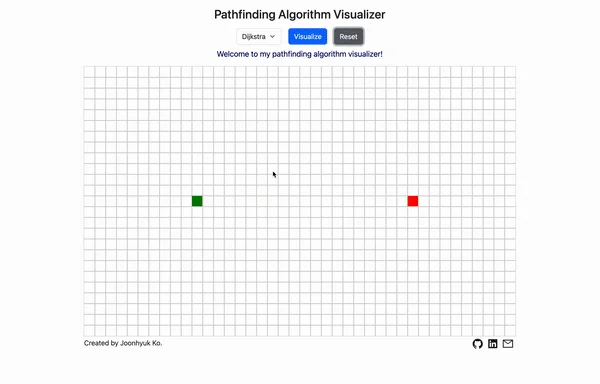 Pathfinding Algorithm Visualizer
Dijkstra Visualize Reset
Welcome to my pathfinding algorithm visualizer!
Created by Joonhyuk Ko.